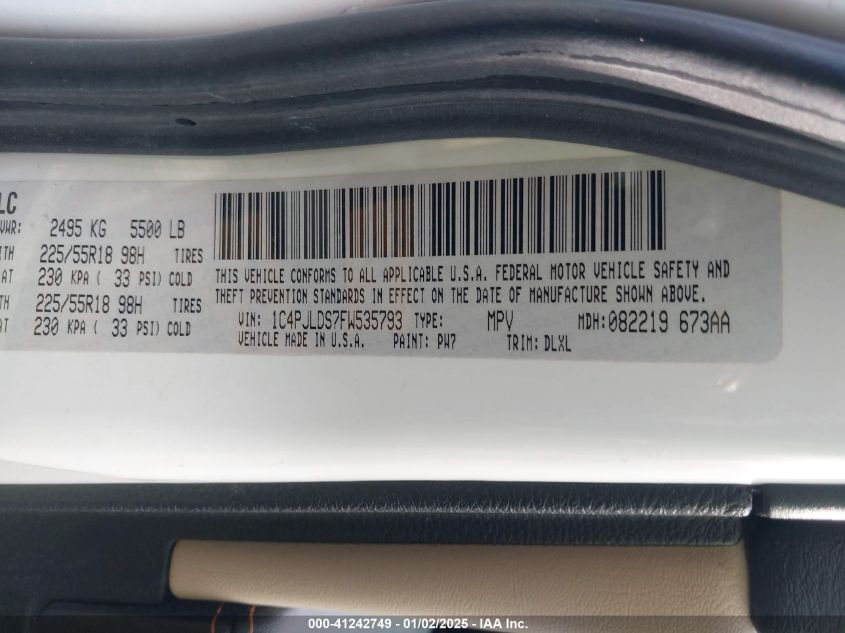 LC
VWR: 2495 KG 5500 LB
ITH 225/55R18 98H TIRES
AT 230 KPA ( 33 PSI) COLD
TH 225/55R18 98H TIRES
AT 230 KPA ( 33 PSI) COLD
THIS VEHICLE CONFORMS TO ALL APPLICABLE U.S.A. FEDERAL MOTOR VEHICLE SAFETY AND
THEFT PREVENTION STANDARDS IN EFFECT ON THE DATE OF MANUFACTURE SHOWN ABOVE.
VIN: 1C4PJLDS7FW535793 TYPE: MPV MDH:082219 673AA
VEHICLE MADE IN U.S.A. PAINT: PW7 TRIM: DLXL
000-41242749 - 01/02/2025 - IAA Inc.